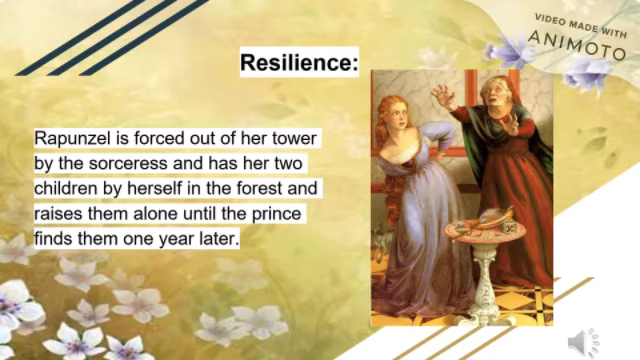 VIDEO MADE WITH
ANIMOTO
Resilience:
Rapunzel is forced out of her tower
by the sorceress and has her two
children by herself in the forest and
raises them alone until the prince
finds them one year later.